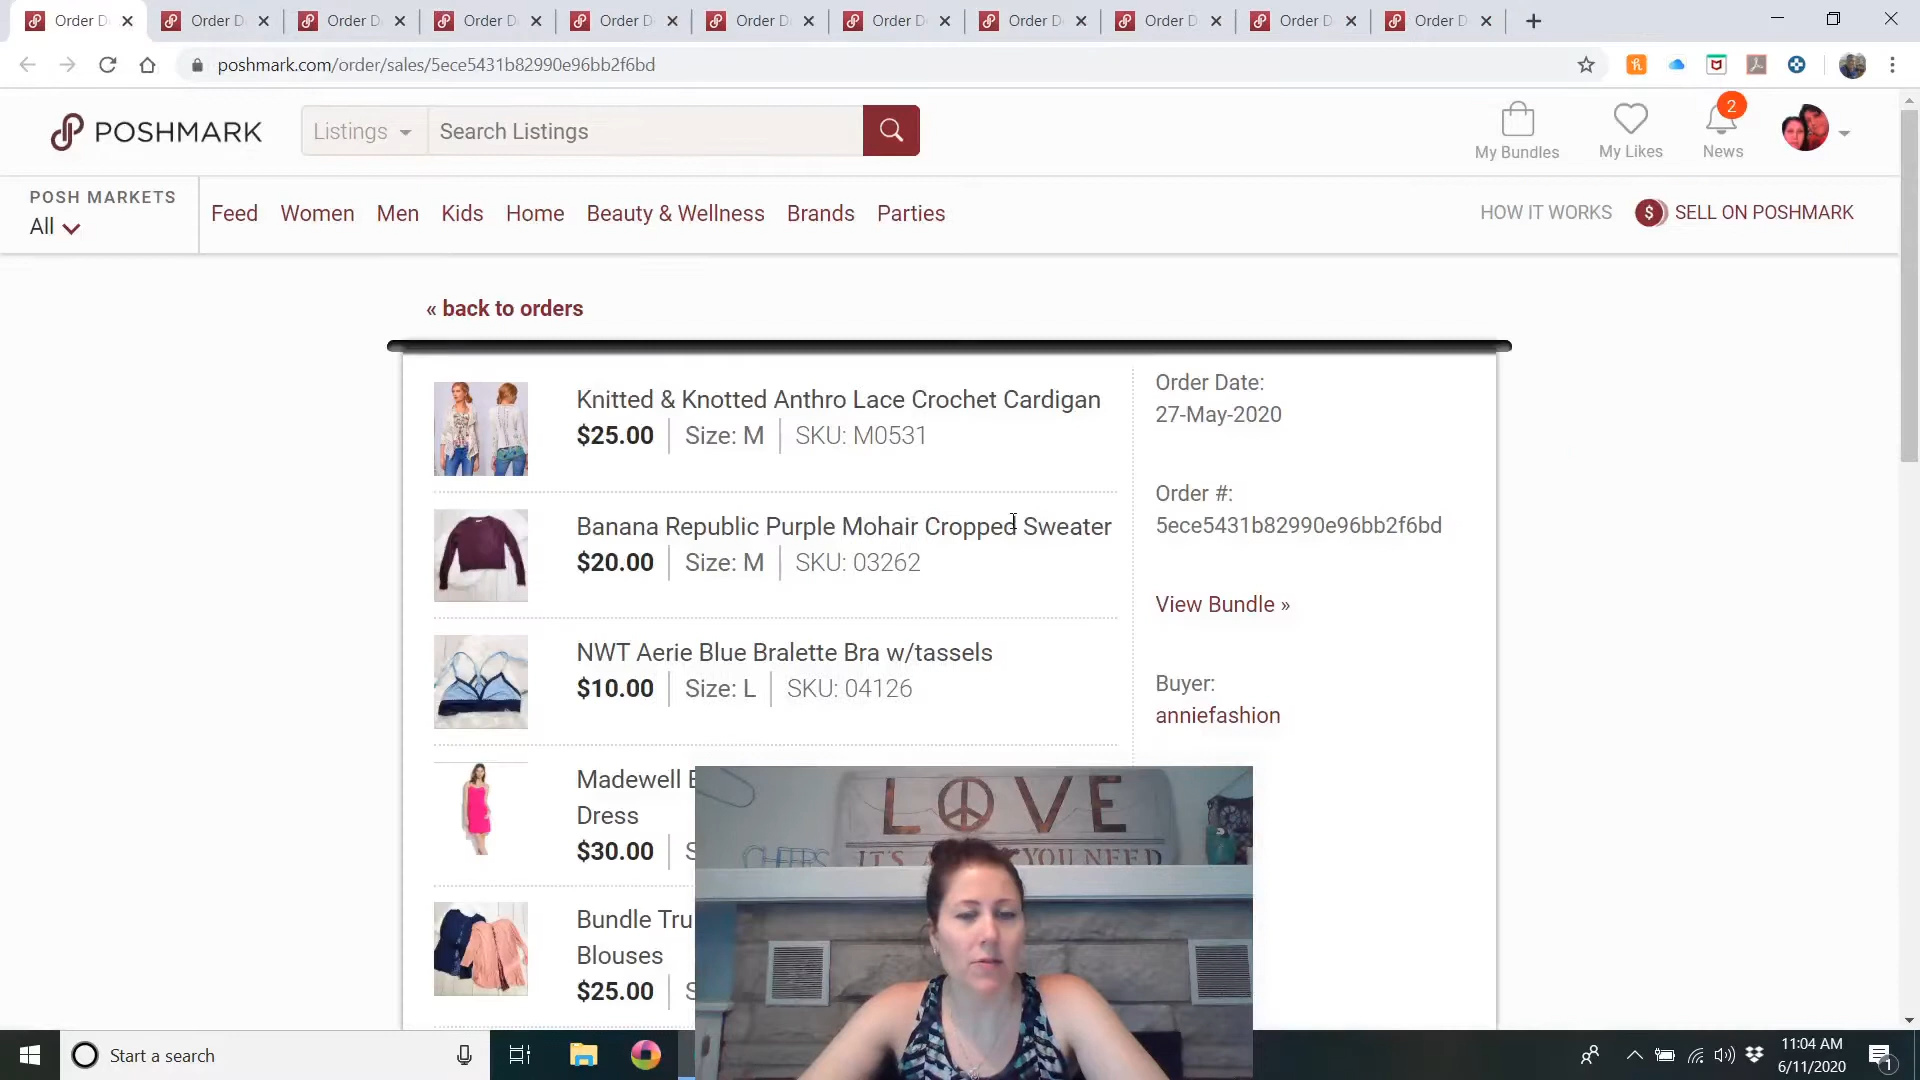 Order D
Order D
Order D
Order D
Order D
Order D
Order D
Order D
Order D
Order D
Order D
poshmark.com/order/sales/5ece5431b82990e96bb2f6bd
POSHMARK
Listings
Search Listings
My Bundles
My Likes
2
News
POSH MARKETS
All
Feed
Women
Men
Kids
Home
Beauty & Wellness
Brands
Parties
HOW IT WORKS
$ SELL ON POSHMARK
« back to orders
Knitted & Knotted Anthro Lace Crochet Cardigan
$25.00 | Size: M | SKU: M0531
Banana Republic Purple Mohair Cropped Sweater
$20.00 | Size: M | SKU: 03262
NWT Aerie Blue Bralette Bra w/tassels
$10.00 | Size: L | SKU: 04126
Madewell
Dress
$30.00
Bundle Tru
Blouses
$25.00
Order Date:
27-May-2020
Order #:
5ece5431b82990e96bb2f6bd
View Bundle »
Buyer:
anniefashion
LOVE
CHEERS
IT'S A YOU NEED
Start a search
11:04 AM
6/11/2020
1